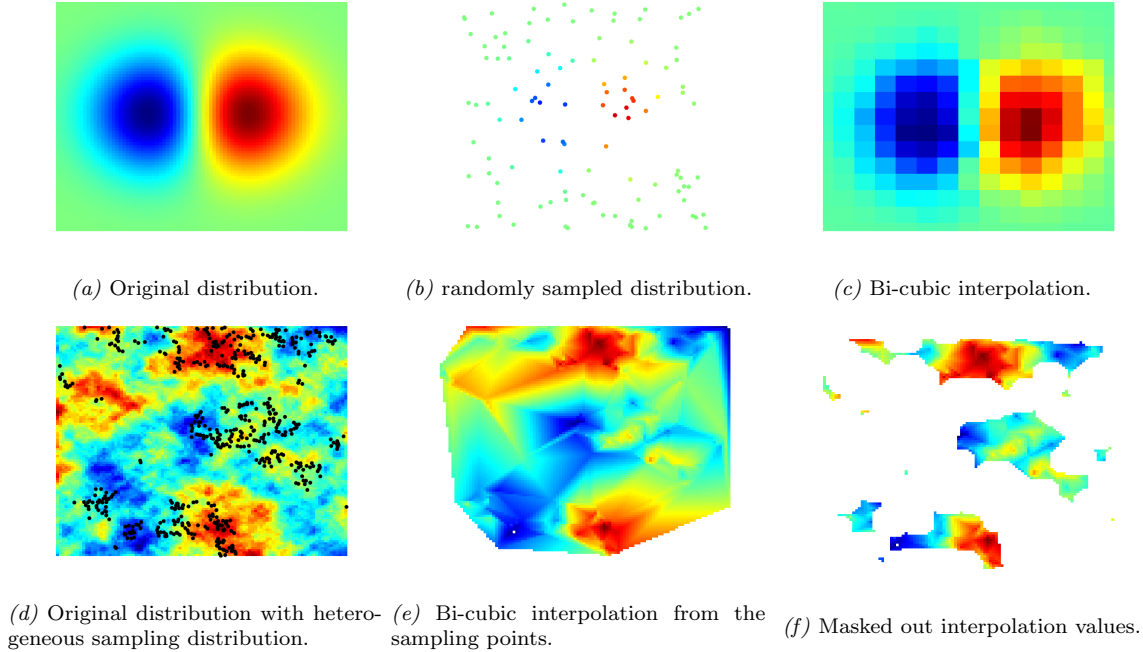 (a) Original distribution.
(b) randomly sampled distribution.
(c) Bi-cubic interpolation.
(d) Original distribution with hetero-
geneous sampling distribution.
(e) Bi-cubic interpolation from the
sampling points.
(f) Masked out interpolation values.